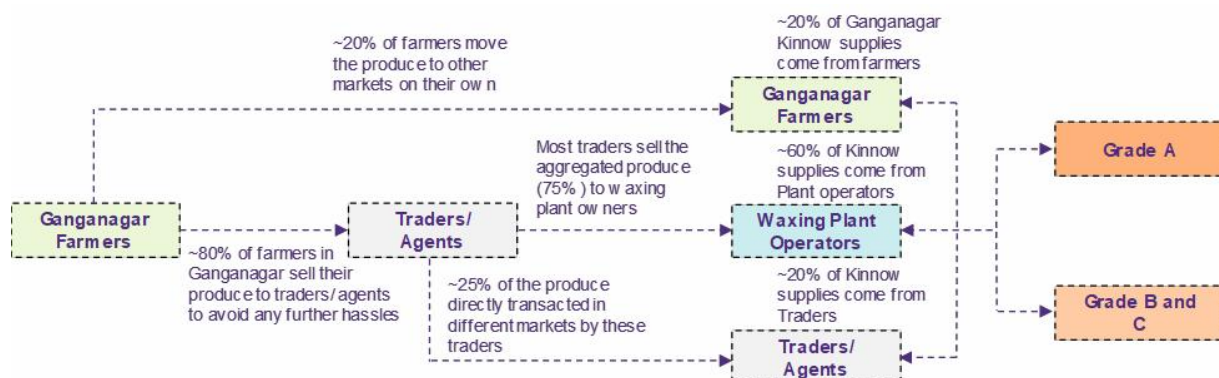 ~20% of farmers move
the produce to other
markets on their own
~20% of Ganganagar
Kinnow supplies
come from farmers
Ganganagar
Farmers
Most traders sell the
aggregated produce
(75%) to waxing
plant owners
~60% of Kinnow
supplies come from
Plant operators
Grade A
Ganganagar
Farmers
Traders/
Agents
Waxing Plant
Operators
~80% of farmers in
Ganganagar sell their
produce to traders/agents
to avoid any further hassles
~25% of the produce
directly transacted in
different markets by these
traders
~20% of Kinnow
supplies come from
Traders
Grade B and
C
Traders/
Agents